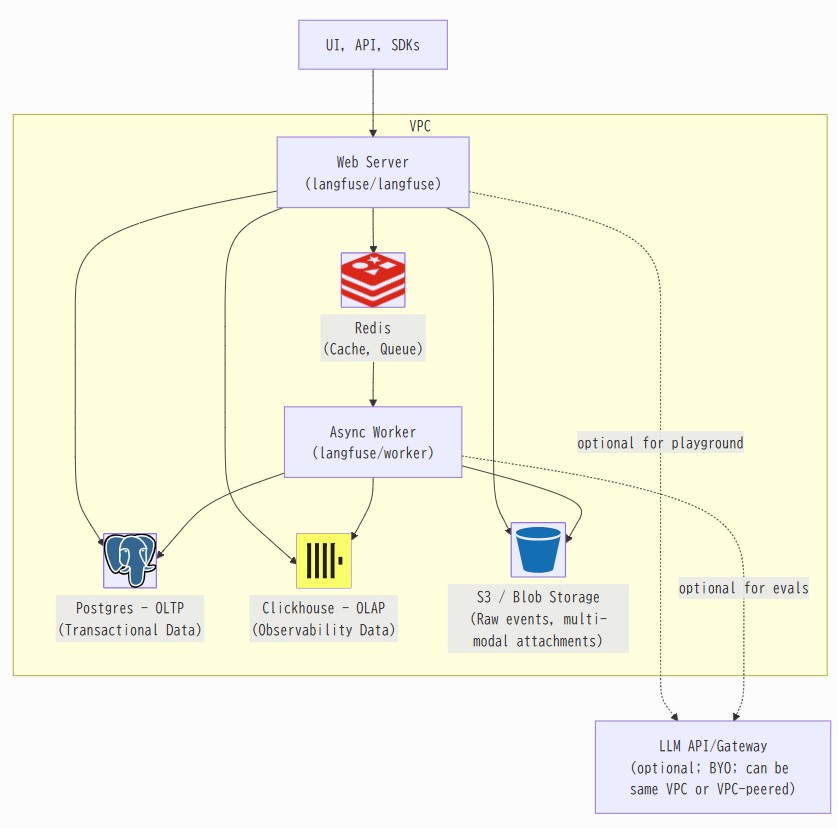 UI, API, SDKs
VPC
Web Server
(langfuse/langfuse)
Redis
(Cache, Queue)
Async Worker
(langfuse/worker)
optional for playground
optional for evals
Postgres - OLTP
(Transactional Data)
Clickhouse - OLAP
(Observability Data)
S3 / Blob Storage
(Raw events, multi-
modal attachments)
LLM API/Gateway
(optional; BYO; can be
same VPC or VPC-peered)